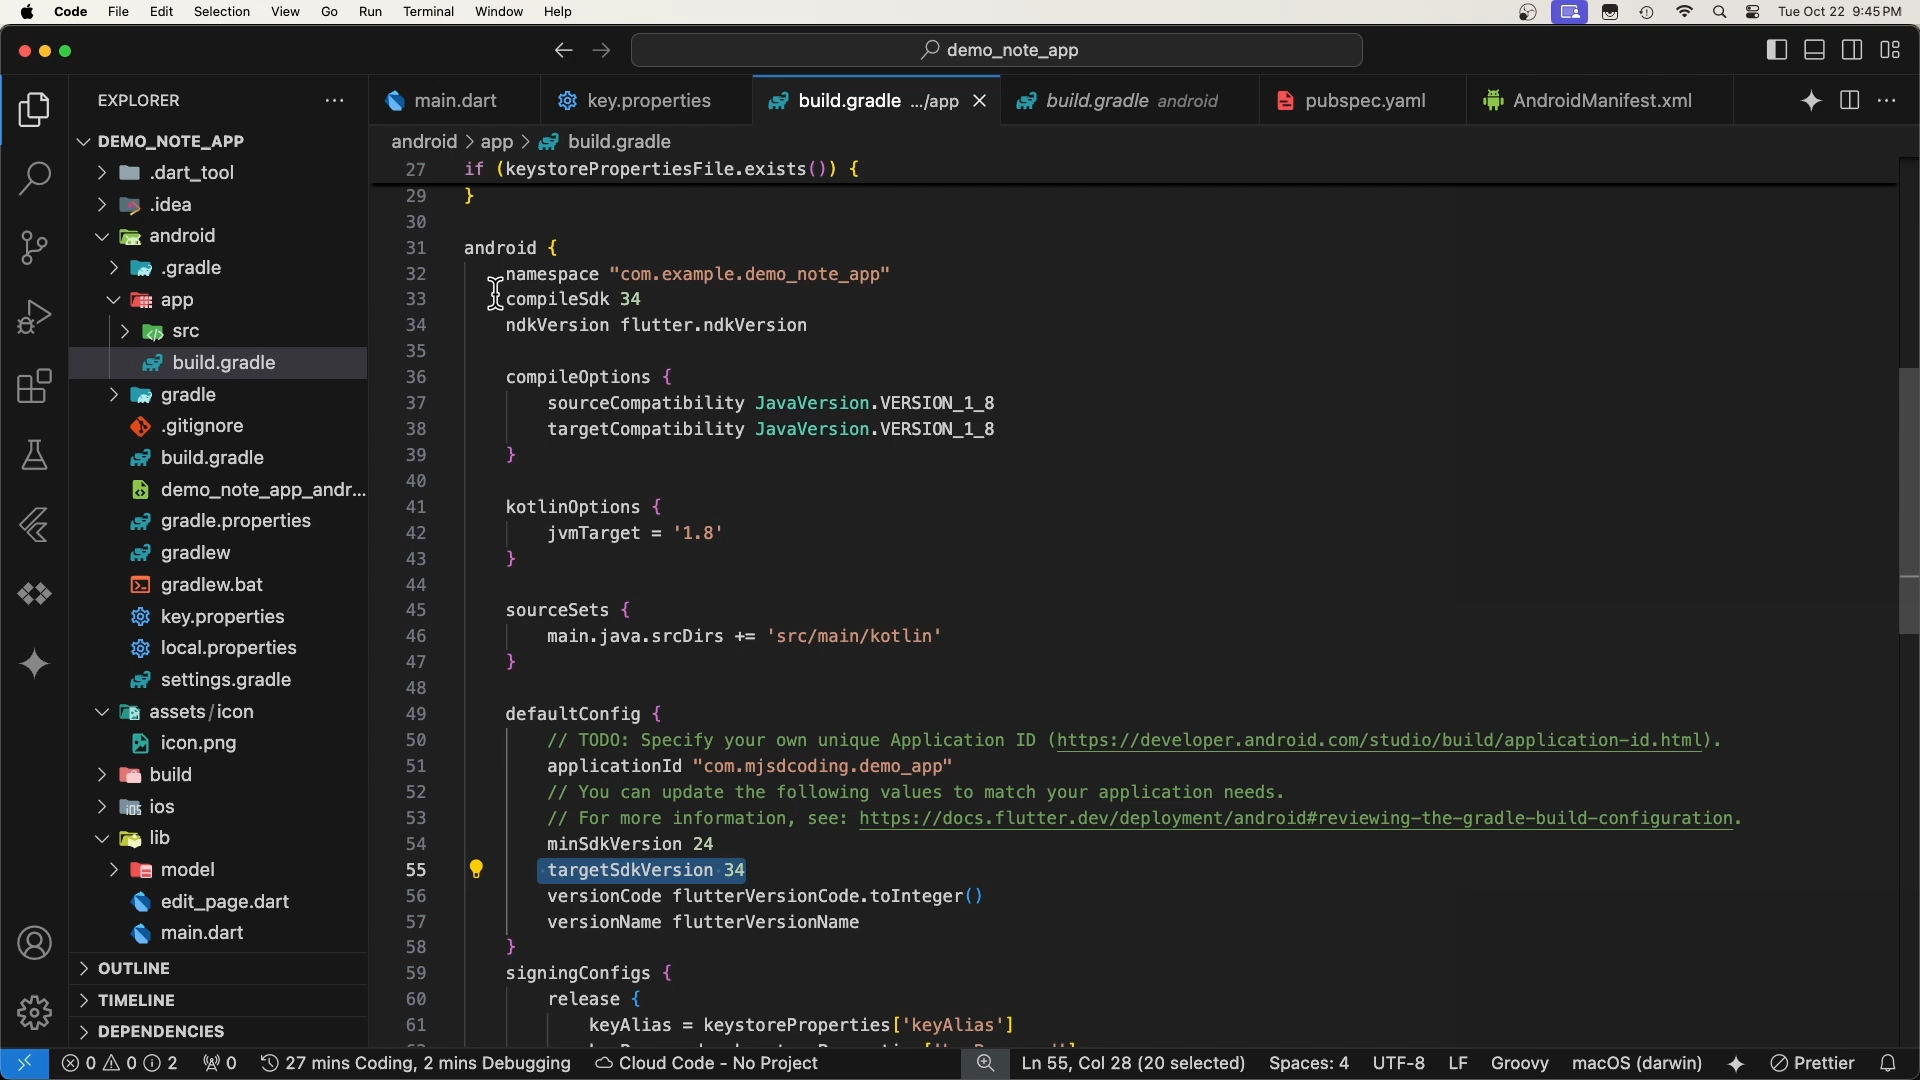 Code File Edit Selection View Go Run Terminal Window Help Tue Oct 22 9:45 PM
demo_note_app
EXPLORER
main.dart
key.properties
build.gradle .../app
build.gradle android
pubspec.yaml
AndroidManifest.xml
android > app > build.gradle
DEMO_NOTE_APP
.dart_tool
.idea
android
.gradle
app
src
build.gradle
gradle
.gitignore
build.gradle
demo_note_app_andr...
gradle.properties
gradlew
gradlew.bat
key.properties
local.properties
settings.gradle
assets/icon
icon.png
build
ios
lib
model
edit_page.dart
main.dart
OUTLINE
TIMELINE
DEPENDENCIES
27 if (keystorePropertiesFile.exists()) {
29 }
30
31 android {
32 namespace "com.example.demo_note_app"
33 compileSdk 34
34 ndkVersion flutter.ndkVersion
35
36 compileOptions {
37 sourceCompatibility JavaVersion.VERSION_1_8
38 targetCompatibility JavaVersion.VERSION_1_8
39 }
40
41 kotlinOptions {
42 jvmTarget = '1.8'
43 }
44
45 sourceSets {
46 main.java.srcDirs += 'src/main/kotlin'
47 }
48
49 defaultConfig {
50 // TODO: Specify your own unique Application ID (https://developer.android.com/studio/build/application-id.html).
51 applicationId "com.mjsdcoding.demo_app"
52 // You can update the following values to match your application needs.
53 // For more information, see: https://docs.flutter.dev/deployment/android#reviewing-the-gradle-build-configuration.
54 minSdkVersion 24
55 targetSdkVersion 34
56 versionCode flutterVersionCode.toInteger()
57 versionName flutterVersionName
58 }
59 signingConfigs {
60 release {
61 keyAlias = keystoreProperties['keyAlias']
0 0 2 0 27 mins Coding, 2 mins Debugging Cloud Code - No Project Ln 55, Col 28 (20 selected) Spaces: 4 UTF-8 LF Groovy macOS (darwin) Prettier